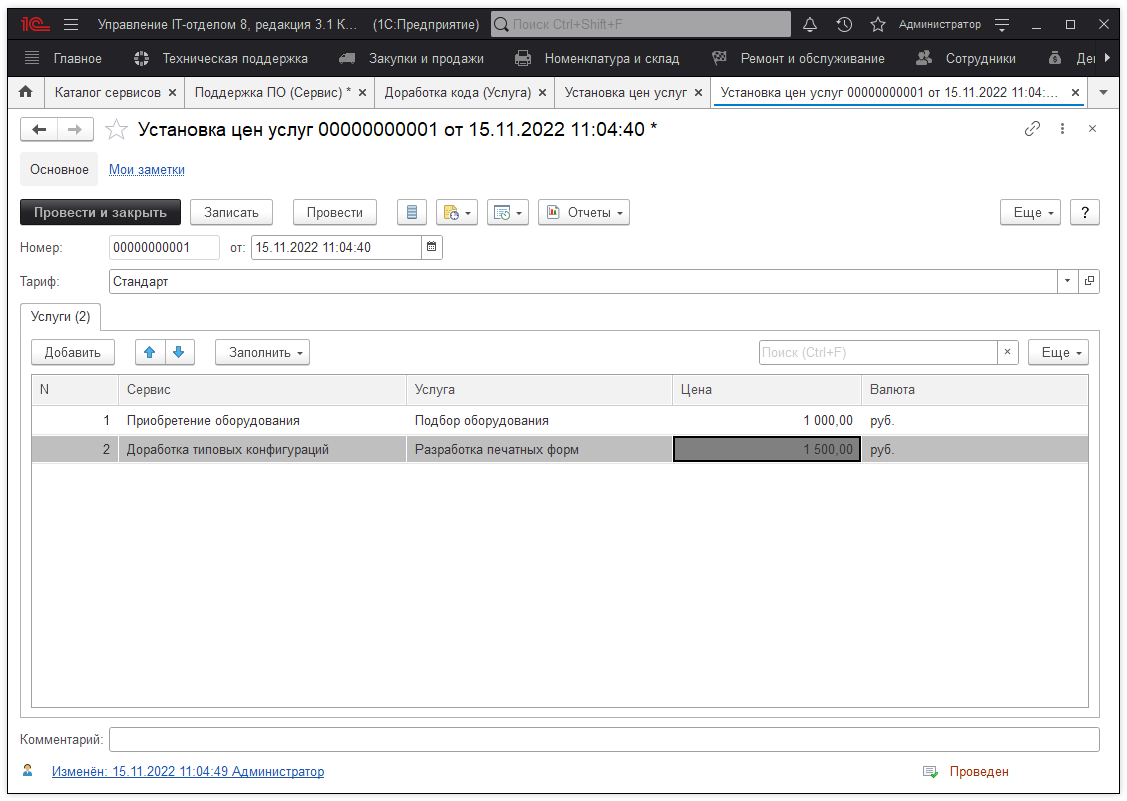 1С Управление IT-отделом 8, редакция 3.1 К... (1С:Предприятие) Поиск Ctrl+Shift+F Администратор
Главное Техническая поддержка Закупки и продажи Номенклатура и склад Ремонт и обслуживание Сотрудники
Каталог сервисов × Поддержка ПО (Сервис) * × Доработка кода (Услуга) × Установка цен услуг × Установка цен услуг 00000000001 от 15.11.2022 11:04:... ×
Установка цен услуг 00000000001 от 15.11.2022 11:04:40 *
Основное Мои заметки
Провести и закрыть Записать Провести Отчеты Еще ?
Номер: 00000000001 от: 15.11.2022 11:04:40
Тариф: Стандарт
Услуги (2)
Добавить Заполнить Поиск (Ctrl+F) × Еще
N Сервис Услуга Цена Валюта
1 Приобретение оборудования Подбор оборудования 1 000,00 руб.
2 Доработка типовых конфигураций Разработка печатных форм 1 500,00 руб.
Комментарий:
Изменён: 15.11.2022 11:04:49 Администратор Проведен